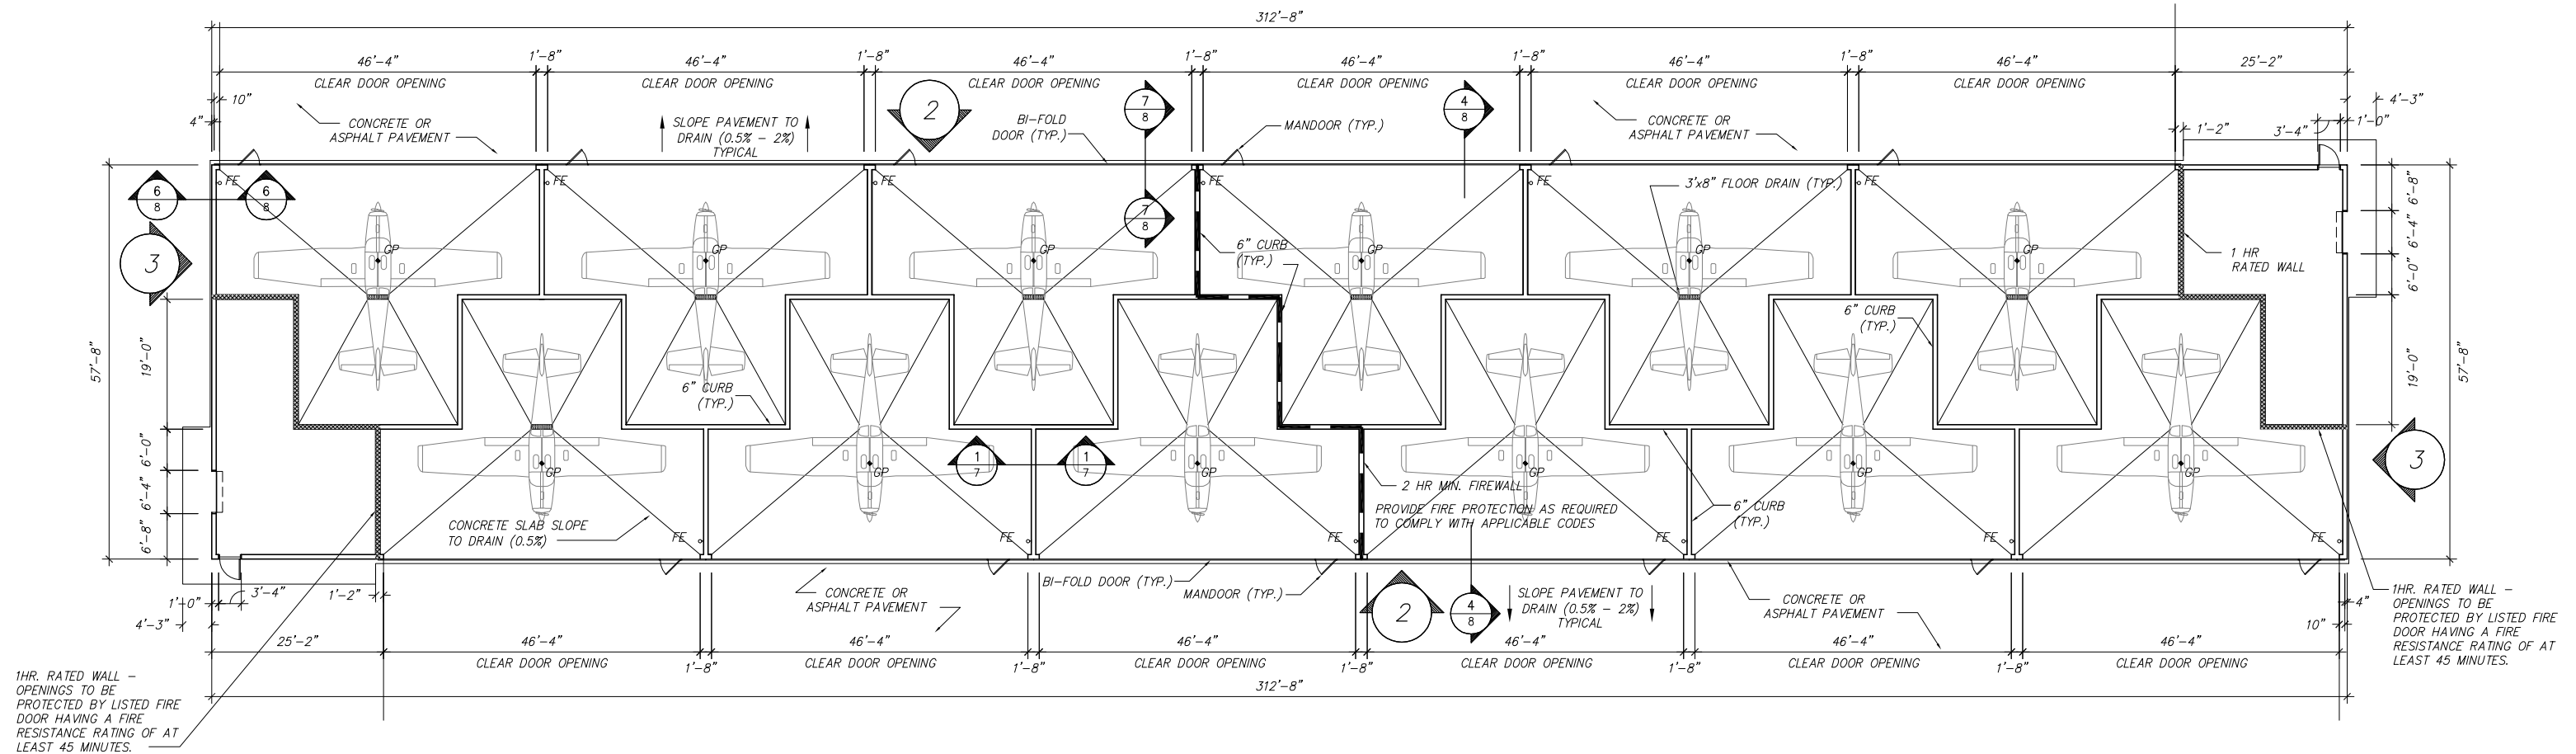 312'-8"
46'-4"
1'-8"
46'-4"
1'-8"
46'-4"
1'-8"
46'-4"
1'-8"
46'-4"
1'-8"
46'-4"
25'-2"
CLEAR DOOR OPENING
CLEAR DOOR OPENING
CLEAR DOOR OPENING
CLEAR DOOR OPENING
CLEAR DOOR OPENING
CLEAR DOOR OPENING
10"
4"
CONCRETE OR
ASPHALT PAVEMENT
SLOPE PAVEMENT TO
DRAIN (0.5% - 2%)
TYPICAL
2
BI-FOLD
DOOR (TYP.)
7
8
MANDOOR (TYP.)
4
8
CONCRETE OR
ASPHALT PAVEMENT
4'-3"
1'-0"
3'-4"
1'-2"
6
8
6
8
FE
FE
FE
FE
FE
FE
7
8
3'x8" FLOOR DRAIN (TYP.)
3
GP
GP
GP
GP
GP
GP
6" CURB
(TYP.)
1 HR
RATED WALL
6'-8"
6'-4"
6'-0"
19'-0"
57'-8"
57'-8"
19'-0"
6'-0"
6'-4"
6'-8"
6" CURB
(TYP.)
6" CURB
(TYP.)
3
1
7
1
7
GP
GP
GP
GP
GP
GP
2 HR MIN. FIREWALL
PROVIDE FIRE PROTECTION AS REQUIRED
TO COMPLY WITH APPLICABLE CODES
6" CURB
(TYP.)
CONCRETE SLAB SLOPE
TO DRAIN (0.5%)
FE
FE
FE
FE
FE
FE
BI-FOLD DOOR (TYP.)
MANDOOR (TYP.)
CONCRETE OR
ASPHALT PAVEMENT
2
4
8
SLOPE PAVEMENT TO
DRAIN (0.5% - 2%)
TYPICAL
CONCRETE OR
ASPHALT PAVEMENT
1'-0"
3'-4"
1'-2"
4'-3"
4"
10"
1HR. RATED WALL -
OPENINGS TO BE
PROTECTED BY LISTED FIRE
DOOR HAVING A FIRE
RESISTANCE RATING OF AT
LEAST 45 MINUTES.
25'-2"
46'-4"
46'-4"
46'-4"
46'-4"
46'-4"
46'-4"
CLEAR DOOR OPENING
1'-8"
CLEAR DOOR OPENING
1'-8"
CLEAR DOOR OPENING
1'-8"
CLEAR DOOR OPENING
1'-8"
CLEAR DOOR OPENING
1'-8"
CLEAR DOOR OPENING
312'-8"
1HR. RATED WALL -
OPENINGS TO BE
PROTECTED BY LISTED FIRE
DOOR HAVING A FIRE
RESISTANCE RATING OF AT
LEAST 45 MINUTES.